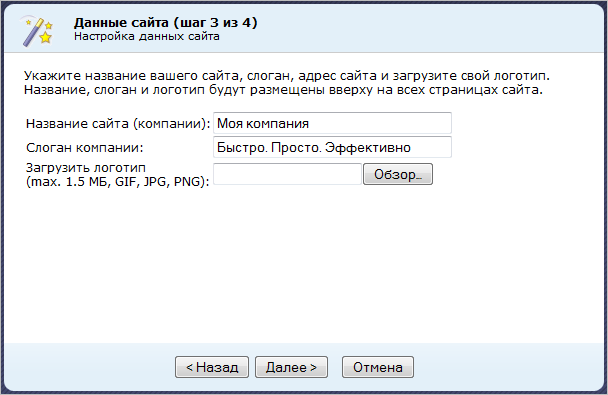 Данные сайта (шаг 3 из 4)
Настройка данных сайта
Укажите название вашего сайта, слоган, адрес сайта и загрузите свой логотип.
Название, слоган и логотип будут размещены вверху на всех страницах сайта.
Название сайта (компании): Моя компания
Слоган компании: Быстро. Просто. Эффективно
Загрузить логотип
(max. 1.5 МБ, GIF, JPG, PNG): Обзор...
< Назад Далее > Отмена